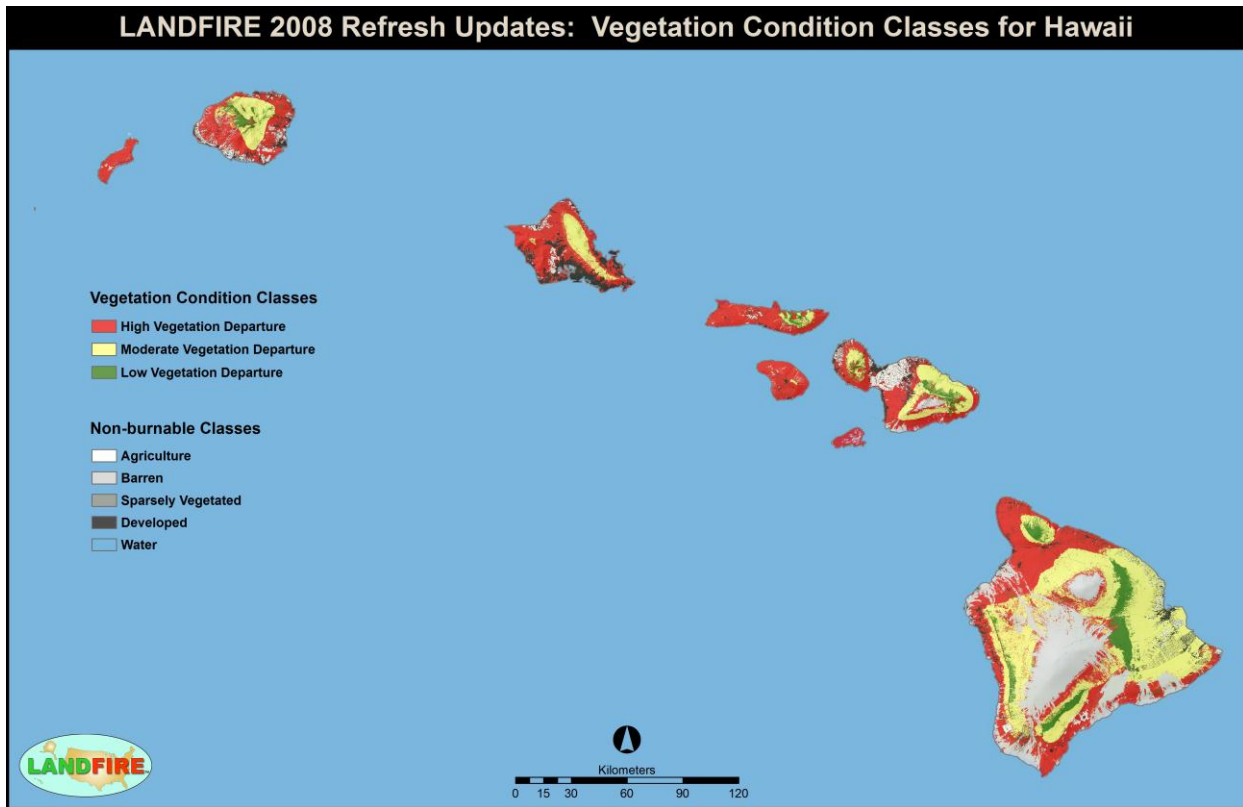 LANDFIRE 2008 Refresh Updates: Vegetation Condition Classes for Hawaii
Vegetation Condition Classes
High Vegetation Departure
Moderate Vegetation Departure
Low Vegetation Departure
Non-burnable Classes
Agriculture
Barren
Sparsely Vegetated
Developed
Water
LANDFIRE
Kilometers
0 15 30 60 90 120